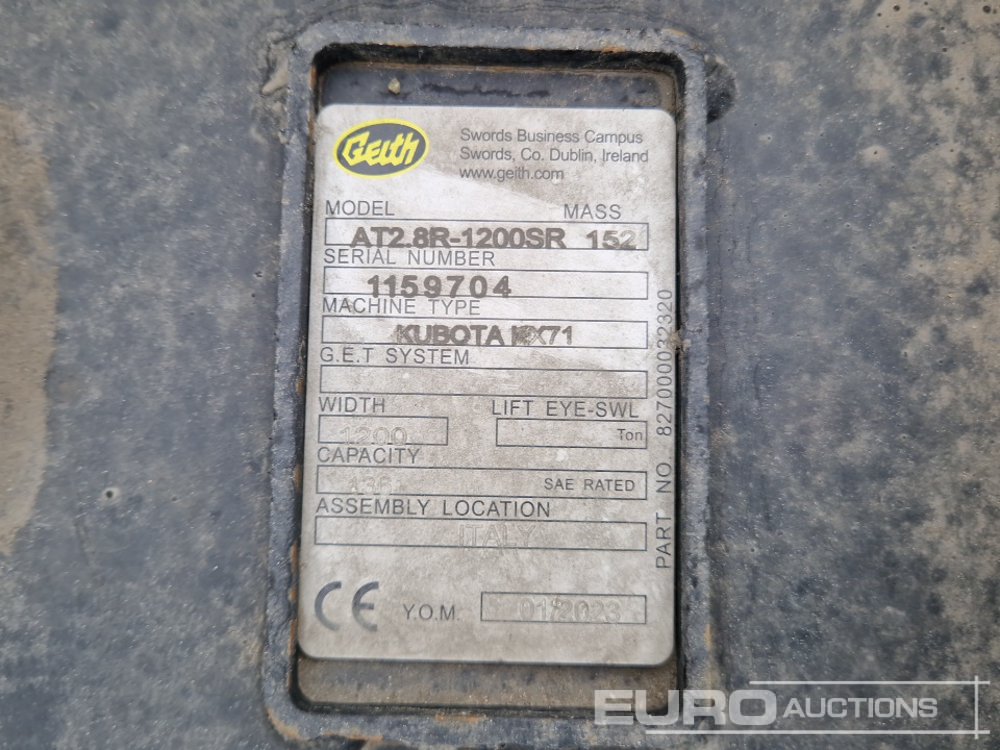 Geith
Swords Business Campus
Swords, Co. Dublin, Ireland
www.geith.com
MODEL MASS
AT2.8R-1200SR 152
SERIAL NUMBER
1159704
MACHINE TYPE
KUBOTA KX71
G.E.T SYSTEM
WIDTH LIFT EYE-SWL
1200 Ton
CAPACITY
SAE RATED
ASSEMBLY LOCATION
ITALY
CE Y.O.M. 01/2023
PART NO 827000032320
EURO AUCTIONS